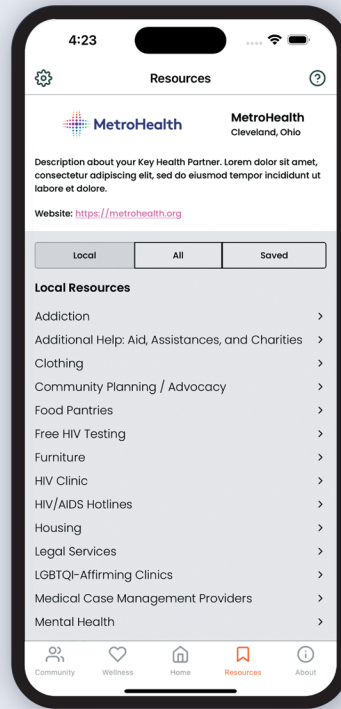 4:23
Resources
MetroHealth
MetroHealth
Cleveland, Ohio
Description about your Key Health Partner. Lorem dolor sit amet,
consectetur adipiscing elit, sed do eiusmod tempor incididunt ut
labore et dolore.
Website: https://metrohealth.org
Local All Saved
Local Resources
Addiction
Additional Help: Aid, Assistances, and Charities
Clothing
Community Planning / Advocacy
Food Pantries
Free HIV Testing
Furniture
HIV Clinic
HIV/AIDS Hotlines
Housing
Legal Services
LGBTQI-Affirming Clinics
Medical Case Management Providers
Mental Health
Community Wellness Home Resources About